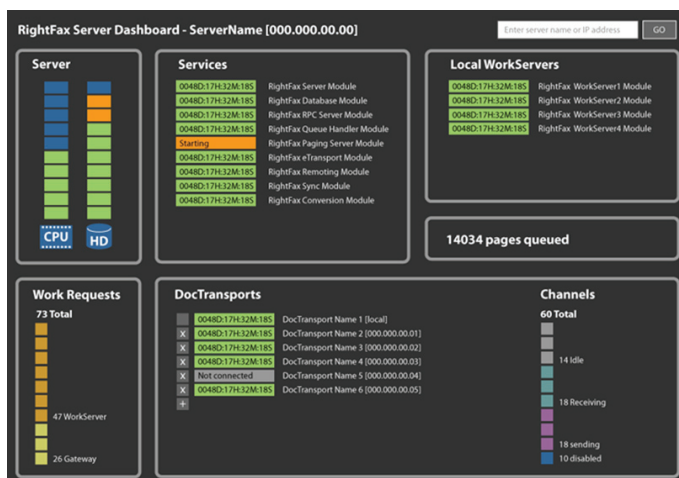 RightFax Server Dashboard - ServerName [000.000.00.00]
Enter server name or IP address
GO
Server
CPU
HD
Services
0048D:17H:32M:18S RightFax Server Module
0048D:17H:32M:18S RightFax Database Module
0048D:17H:32M:18S RightFax RPC Server Module
0048D:17H:32M:18S RightFax Queue Handler Module
Starting RightFax Paging Server Module
0048D:17H:32M:18S RightFax eTransport Module
0048D:17H:32M:18S RightFax Remoting Module
0048D:17H:32M:18S RightFax Sync Module
0048D:17H:32M:18S RightFax Conversion Module
Local WorkServers
0048D:17H:32M:18S RightFax WorkServer1 Module
0048D:17H:32M:18S RightFax WorkServer2 Module
0048D:17H:32M:18S RightFax WorkServer3 Module
0048D:17H:32M:18S RightFax WorkServer4 Module
14034 pages queued
Work Requests
73 Total
47 WorkServer
26 Gateway
DocTransports
0048D:17H:32M:18S DocTransport Name 1 [local]
X 0048D:17H:32M:18S DocTransport Name 2 [000.000.00.01]
X 0048D:17H:32M:18S DocTransport Name 3 [000.000.00.02]
X 0048D:17H:32M:18S DocTransport Name 4 [000.000.00.03]
X Not connected DocTransport Name 5 [000.000.00.04]
X 0048D:17H:32M:18S DocTransport Name 6 [000.000.00.05]
+
Channels
60 Total
14 Idle
18 Receiving
18 sending
10 disabled